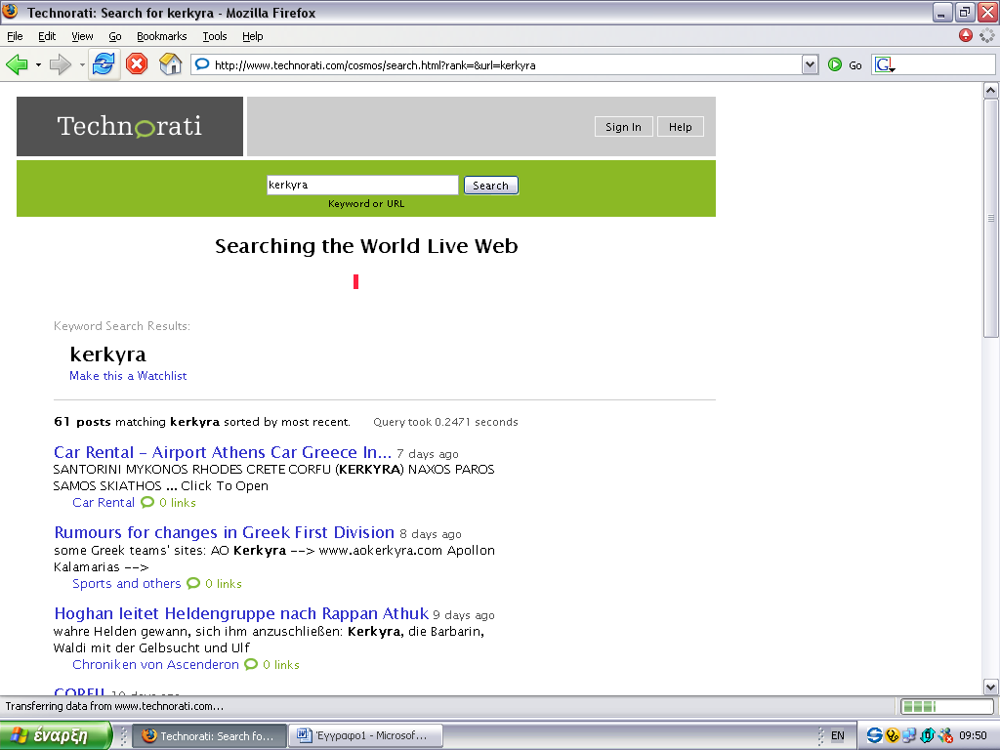 Technorati: Search for kerkyra - Mozilla Firefox
File Edit View Go Bookmarks Tools Help
http://www.technorati.com/cosmos/search.html?rank=&url=kerkyra Go G
Technorati Sign In Help
kerkyra Search
Keyword or URL
Searching the World Live Web
Keyword Search Results:
kerkyra
Make this a Watchlist
61 posts matching kerkyra sorted by most recent. Query took 0.2471 seconds
Car Rental – Airport Athens Car Greece In... 7 days ago
SANTORINI MYKONOS RHODES CRETE CORFU (KERKYRA) NAXOS PAROS
SAMOS SKIATHOS ... Click To Open
Car Rental 0 links
Rumours for changes in Greek First Division 8 days ago
some Greek teams' sites: AO Kerkyra --> www.aokerkyra.com Apollon
Kalamarias -->
Sports and others 0 links
Hoghan leitet Heldengruppe nach Rappan Athuk 9 days ago
wahre Helden gewann, sich ihm anzuschließen: Kerkyra, die Barbarin,
Waldi mit der Gelbsucht und Ulf
Chroniken von Ascenderon 0 links
CORFU 10 days ago
Transferring data from www.technorati.com...
έναρξη Technorati: Search fo... Έγγραφο1 - Microsof... EN 09:50